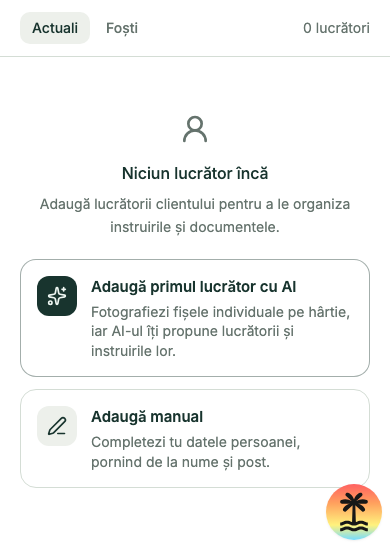 Actuali
Foști
0 lucrători
Niciun lucrător încă
Adaugă lucrătorii clientului pentru a le organiza
instruirile și documentele.
Adaugă primul lucrător cu AI
Fotografiezi fișele individuale pe hârtie,
iar AI-ul îți propune lucrătorii și
instruirile lor.
Adaugă manual
Completezi tu datele persoanei,
pornind de la nume și post.